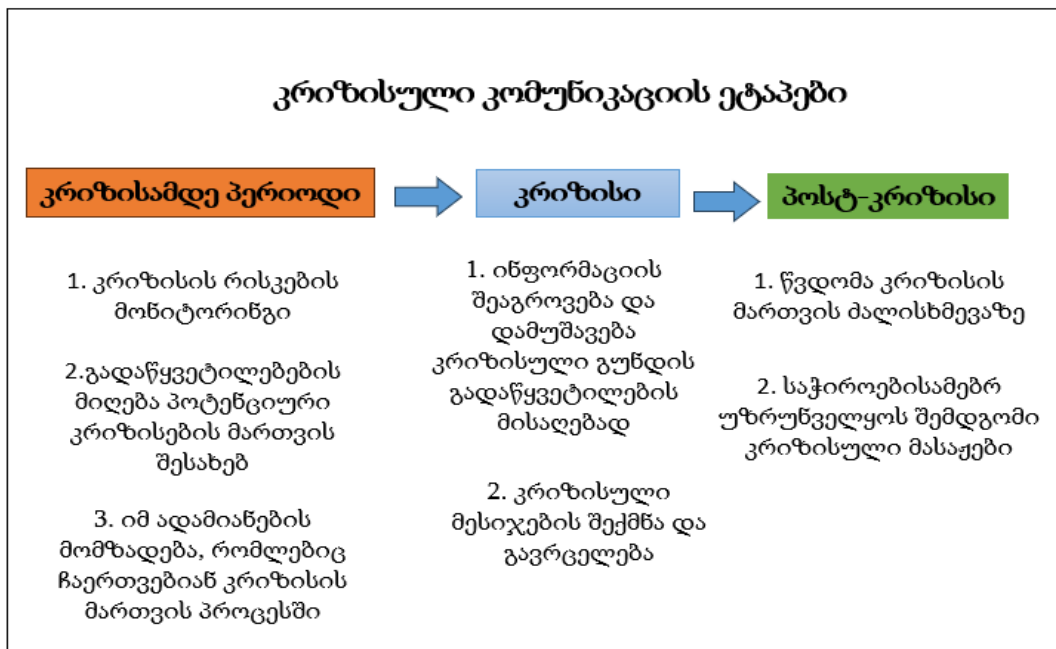 კრიზისული კომუნიკაციის ეტაპები
კრიზისამდე პერიოდი
1. კრიზისის რისკების
მონიტორინგი
2.გადაწყვეტილებების
მიღება პოტენციური
კრიზისების მართვის
შესახებ
3. იმ ადამიანების
მომზადება, რომლებიც
ჩაერთვებიან კრიზისის
მართვის პროცესში
კრიზისი
1. ინფორმაციის
შეაგროვება და
დამუშავება
კრიზისული გუნდის
გადაწყვეტილების
მისაღებად
2. კრიზისული
მესიჯების შექმნა და
გავრცელება
პოსტ-კრიზისი
1. წვდომა კრიზისის
მართვის ძალისხმევაზე
2. საჭიროებისამებრ
უზრუნველყოს შემდგომი
კრიზისული მასაჟები